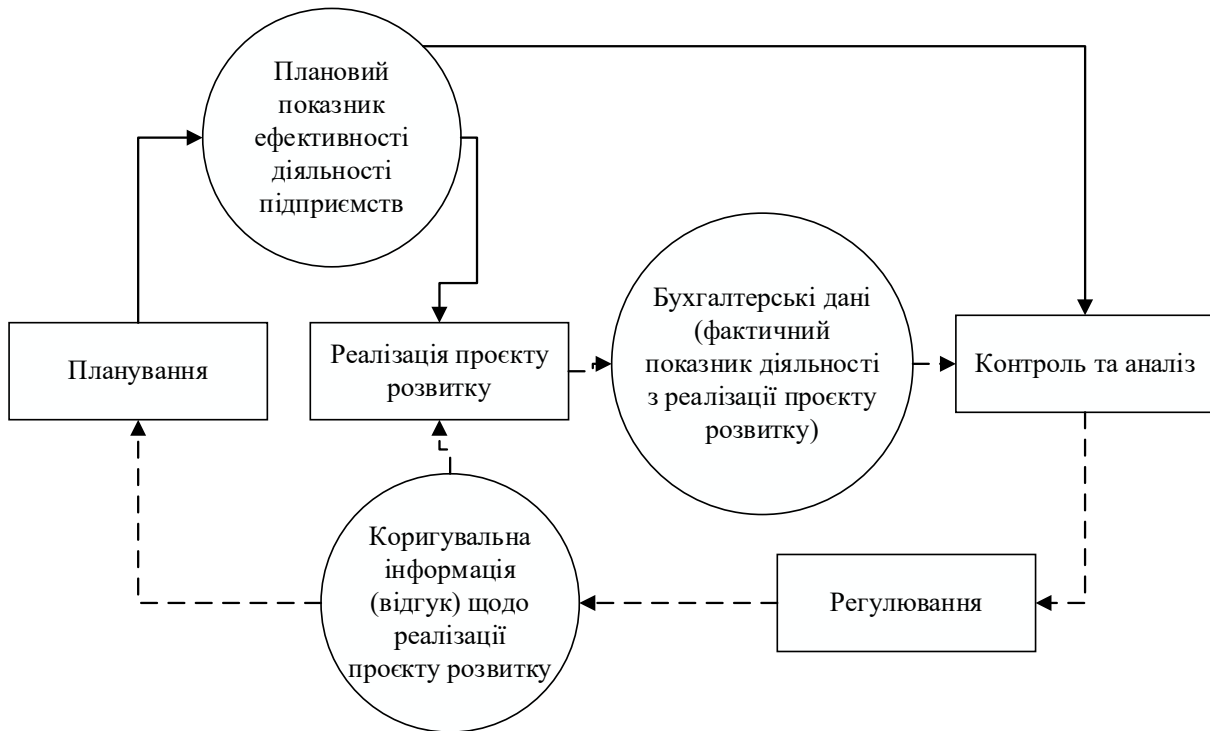 Плановий
показник
ефективності
діяльності
підприємств
Планування
Реалізація проєкту
розвитку
Бухгалтерські дані
(фактичний
показник діяльності
з реалізації проєкту
розвитку)
Контроль та аналіз
Коригувальна
інформація
(відгук) щодо
реалізації
проєкту розвитку
Регулювання